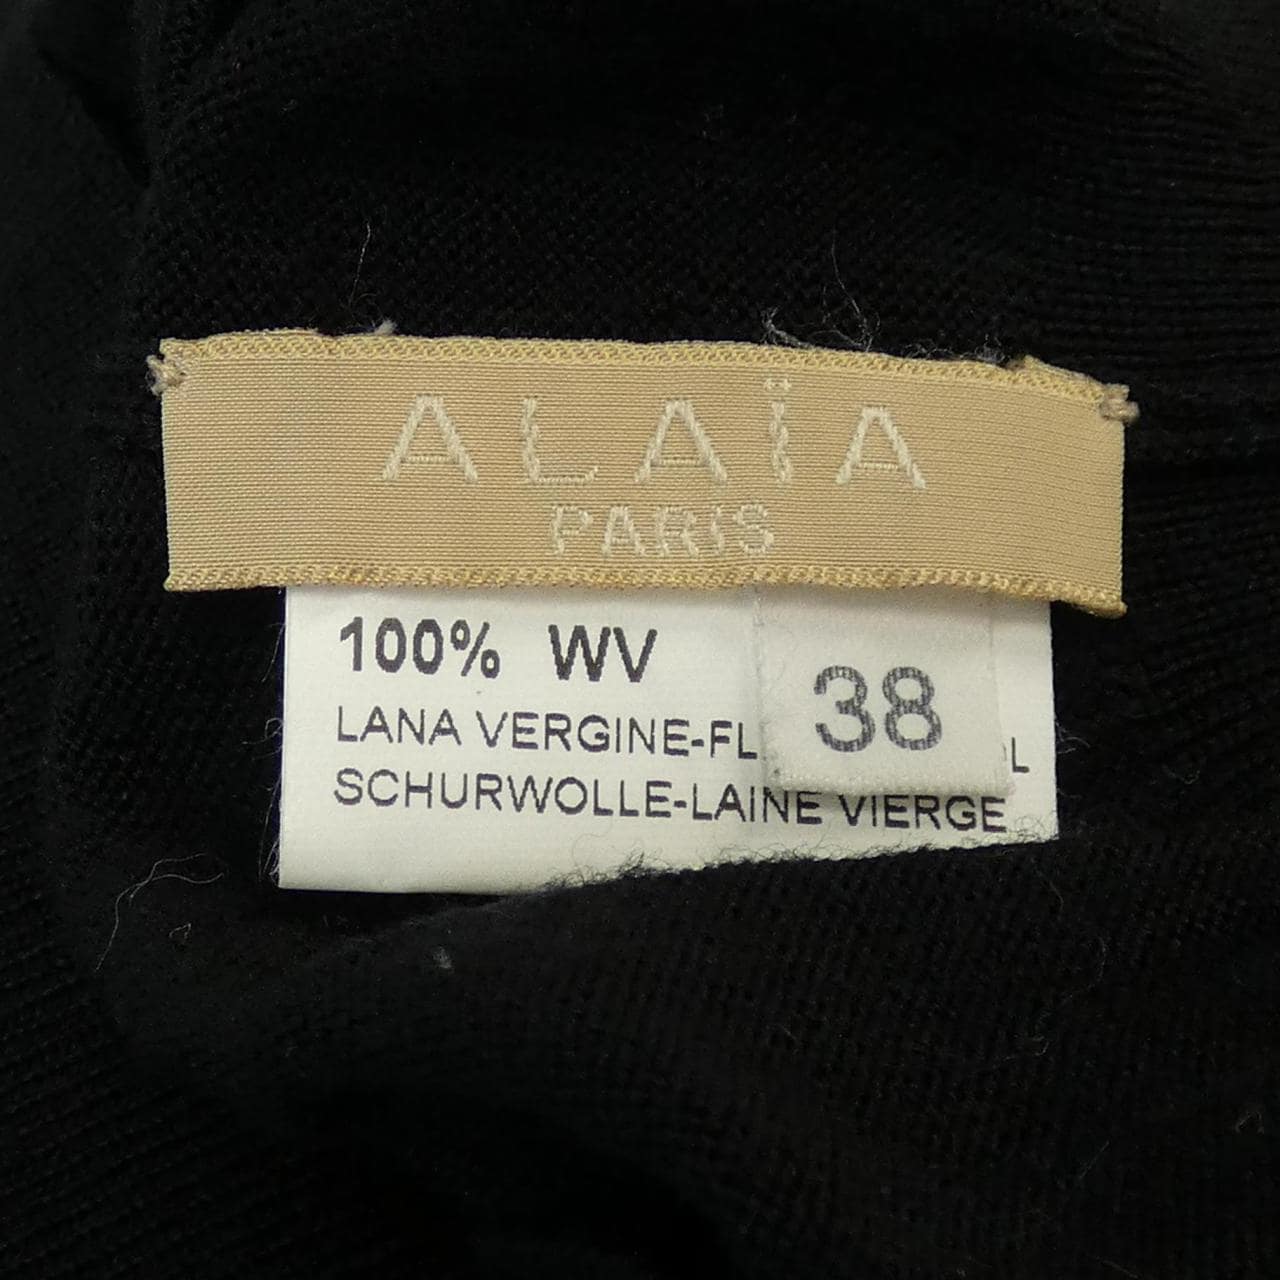 ALAÏA
PARIS
100% WV
38
LANA VERGINE-FL
SCHURWOLLE-LAINE VIERGE